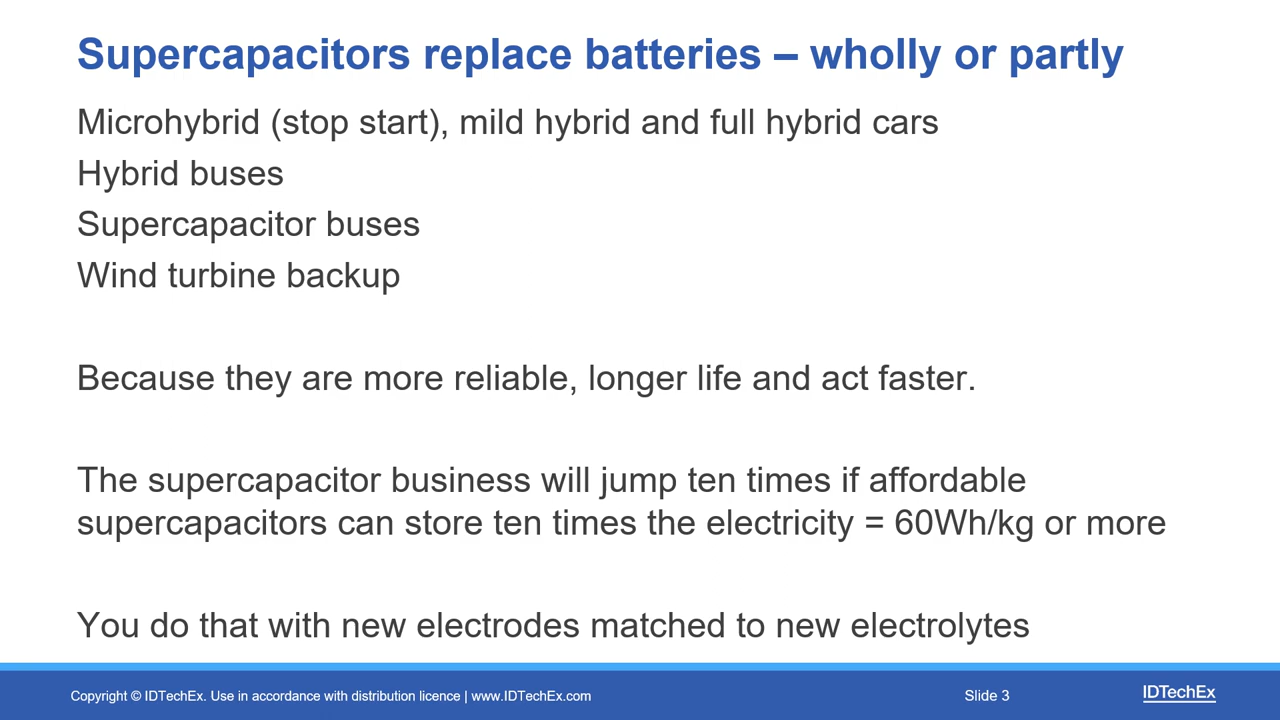 Supercapacitors replace batteries – wholly or partly
Microhybrid (stop start), mild hybrid and full hybrid cars
Hybrid buses
Supercapacitor buses
Wind turbine backup
Because they are more reliable, longer life and act faster.
The supercapacitor business will jump ten times if affordable
supercapacitors can store ten times the electricity = 60Wh/kg or more
You do that with new electrodes matched to new electrolytes
Copyright © IDTechEx. Use in accordance with distribution licence | www.IDTechEx.com
Slide 3
IDTechEx